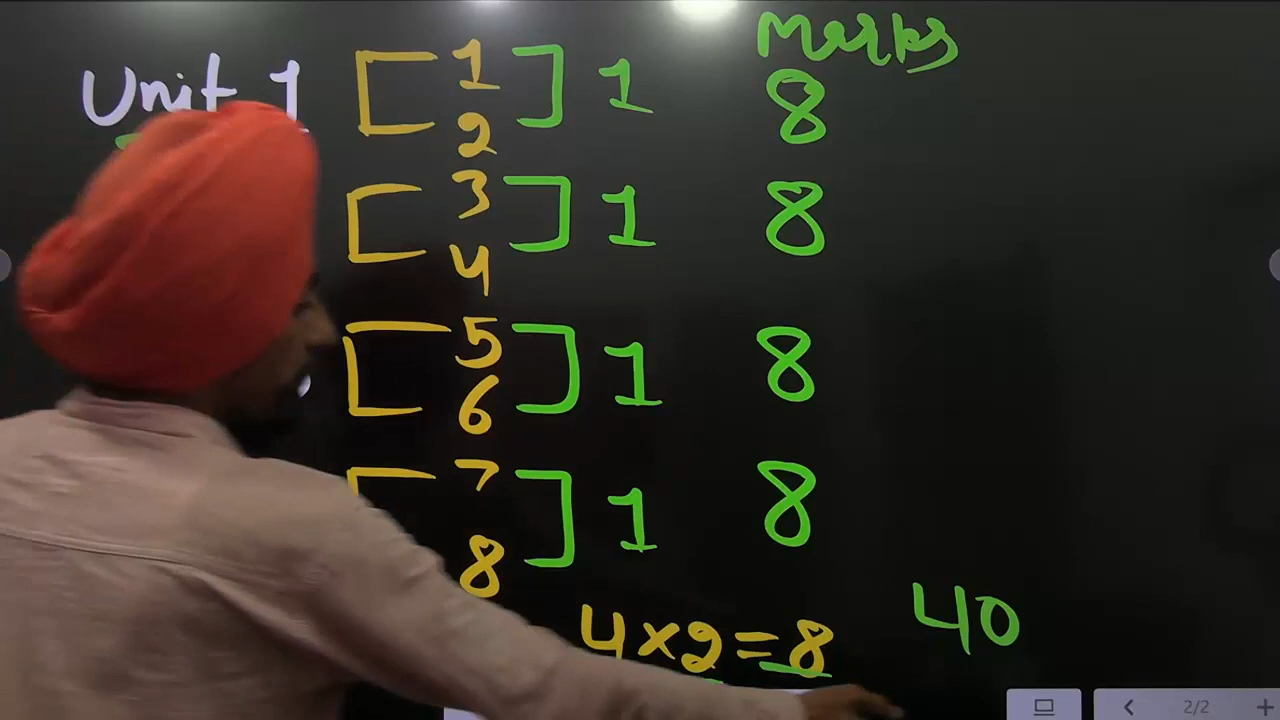 Unit 1 [ 1 ] 1 Marks
2 8
[ 3 ] 1 8
4
[ 5 ] 1 8
6
[ 7 ] 1 8
8
4×2=8 40
2/2